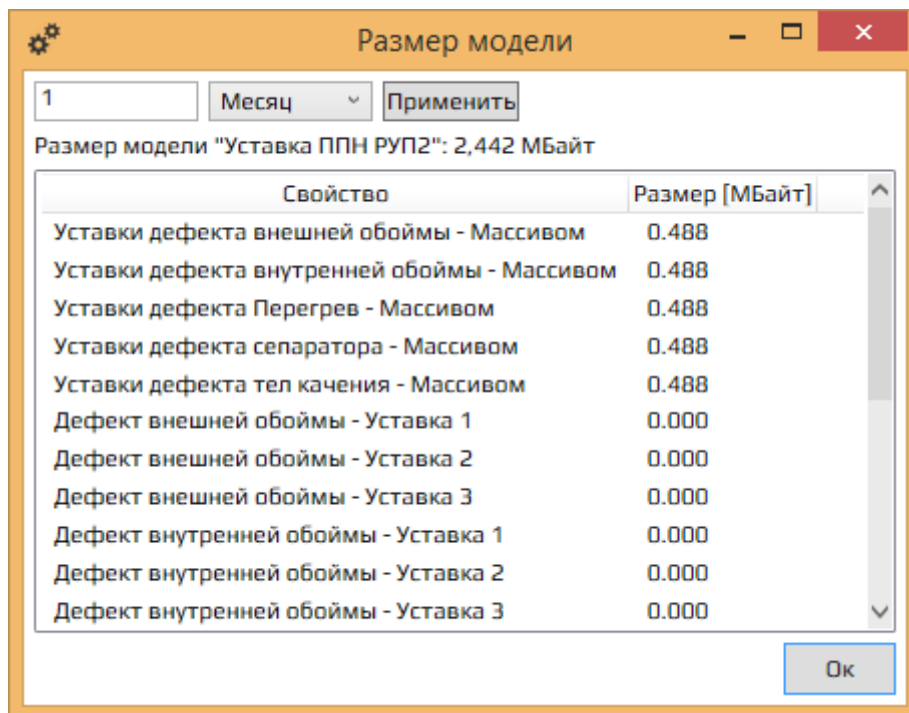 Размер модели
1 Месяц Применить
Размер модели "Уставка ППН РУП2": 2,442 МБайт
Свойство Размер [МБайт]
Уставки дефекта внешней обоймы - Массивом 0.488
Уставки дефекта внутренней обоймы - Массивом 0.488
Уставки дефекта Перегрев - Массивом 0.488
Уставки дефекта сепаратора - Массивом 0.488
Уставки дефекта тел качения - Массивом 0.488
Дефект внешней обоймы - Уставка 1 0.000
Дефект внешней обоймы - Уставка 2 0.000
Дефект внешней обоймы - Уставка 3 0.000
Дефект внутренней обоймы - Уставка 1 0.000
Дефект внутренней обоймы - Уставка 2 0.000
Дефект внутренней обоймы - Уставка 3 0.000
Ок